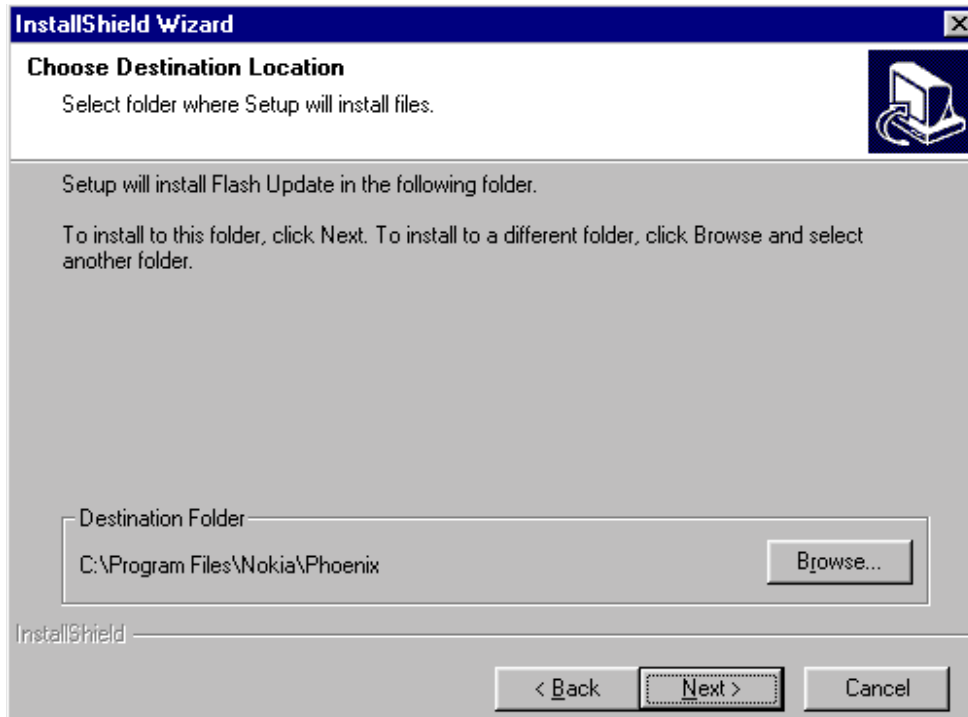 InstallShield Wizard
Choose Destination Location
Select folder where Setup will install files.
Setup will install Flash Update in the following folder.
To install to this folder, click Next. To install to a different folder, click Browse and select
another folder.
Destination Folder
C:\Program Files\Nokia\Phoenix
Browse...
InstallShield
< Back
Next >
Cancel